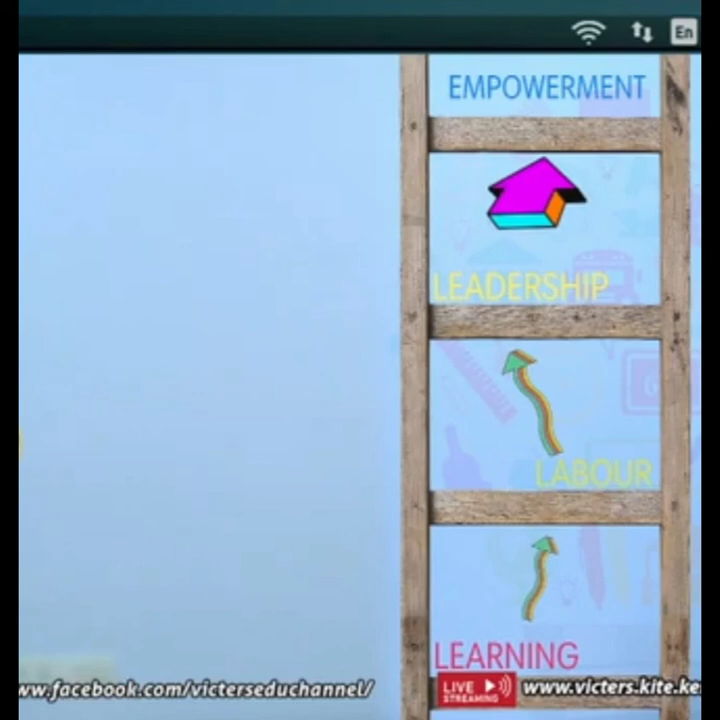 En
EMPOWERMENT
LEADERSHIP
LABOUR
LEARNING
ww.facebook.com/victerseduchannel/
LIVE STREAMING
www.victers.kite.ke